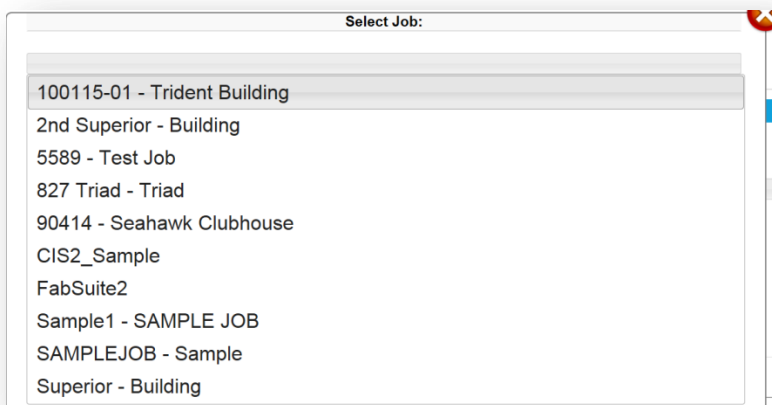 Select Job:
100115-01 - Trident Building
2nd Superior - Building
5589 - Test Job
827 Triad - Triad
90414 - Seahawk Clubhouse
CIS2_Sample
FabSuite2
Sample1 - SAMPLE JOB
SAMPLEJOB - Sample
Superior - Building